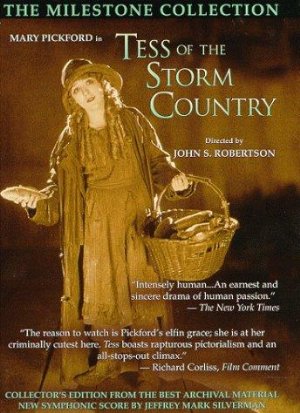 THE MILESTONE COLLECTION
MARY PICKFORD in
TESS OF THE
STORM
COUNTRY
Directed by
JOHN S. ROBERTSON
"Intensely human...An earnest and
sincere drama of human passion."
— The New York Times
"The reason to watch is Pickford's elfin grace; she is at her
criminally cutest here. Tess boasts rapturous pictorialism and an
all-stops-out climax."
— Richard Corliss, Film Comment
COLLECTOR'S EDITION FROM THE BEST ARCHIVAL MATERIAL
NEW SYMPHONIC SCORE BY JEFFREY MARK SILVERMAN